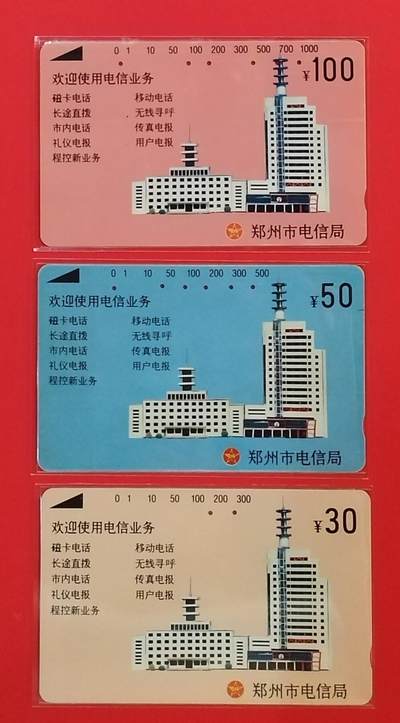 0 1 10 50 100 200 300 500 700 1000
¥100
欢迎使用电信业务
磁卡电话 移动电话
长途直拨 无线寻呼
市内电话 传真电报
礼仪电报 用户电报
程控新业务
郑州市电信局
0 1 10 50 100 200 300 500
¥50
欢迎使用电信业务
磁卡电话 移动电话
长途直拨 无线寻呼
市内电话 传真电报
礼仪电报 用户电报
程控新业务
郑州市电信局
0 1 10 50 100 200 300
¥30
欢迎使用电信业务
磁卡电话 移动电话
长途直拨 无线寻呼
市内电话 传真电报
礼仪电报 用户电报
程控新业务
郑州市电信局